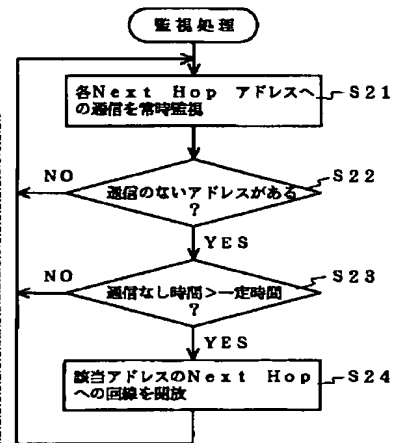 監視処理
各Next Hop アドレスへ
の通信を常時監視
S21
通信のないアドレスがある
?
S22
NO
YES
通信なし時間>一定時間
?
S23
NO
YES
該当アドレスのNext Hop
への回線を開放
S24